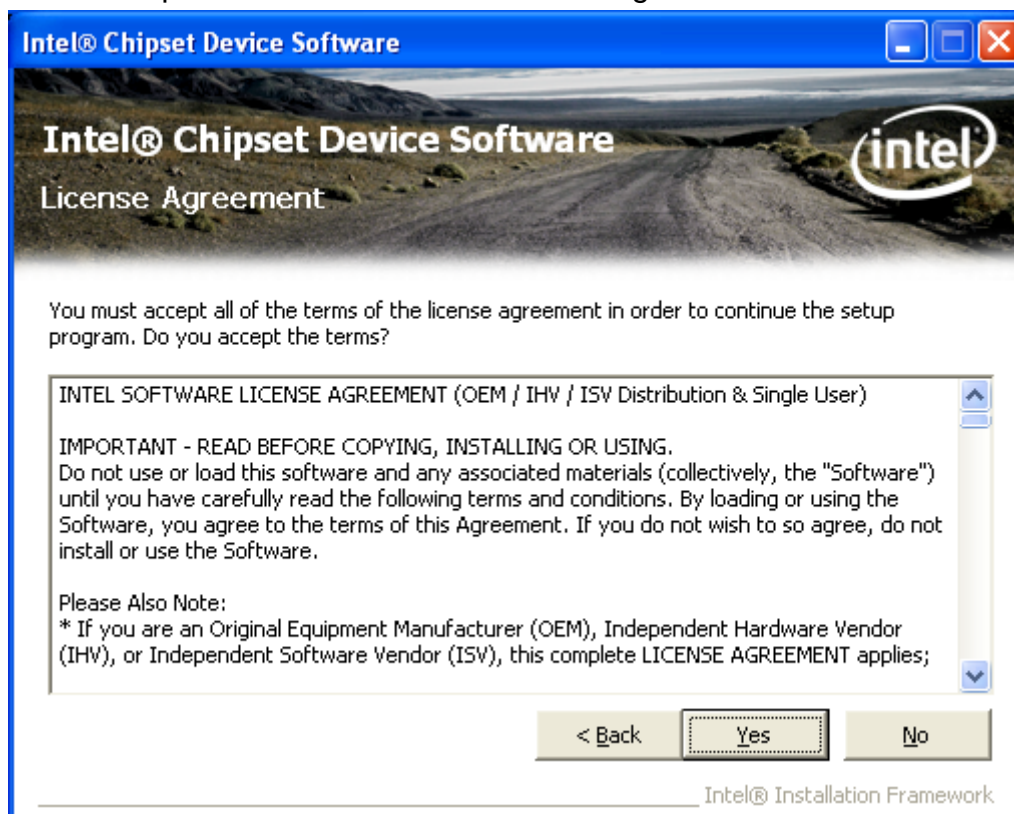 Intel® Chipset Device Software
Intel® Chipset Device Software
intel
License Agreement
You must accept all of the terms of the license agreement in order to continue the setup
program. Do you accept the terms?
INTEL SOFTWARE LICENSE AGREEMENT (OEM / IHV / ISV Distribution & Single User)
IMPORTANT - READ BEFORE COPYING, INSTALLING OR USING.
Do not use or load this software and any associated materials (collectively, the "Software")
until you have carefully read the following terms and conditions. By loading or using the
Software, you agree to the terms of this Agreement. If you do not wish to so agree, do not
install or use the Software.
Please Also Note:
* If you are an Original Equipment Manufacturer (OEM), Independent Hardware Vendor
(IHV), or Independent Software Vendor (ISV), this complete LICENSE AGREEMENT applies;
< Back Yes No
Intel® Installation Framework